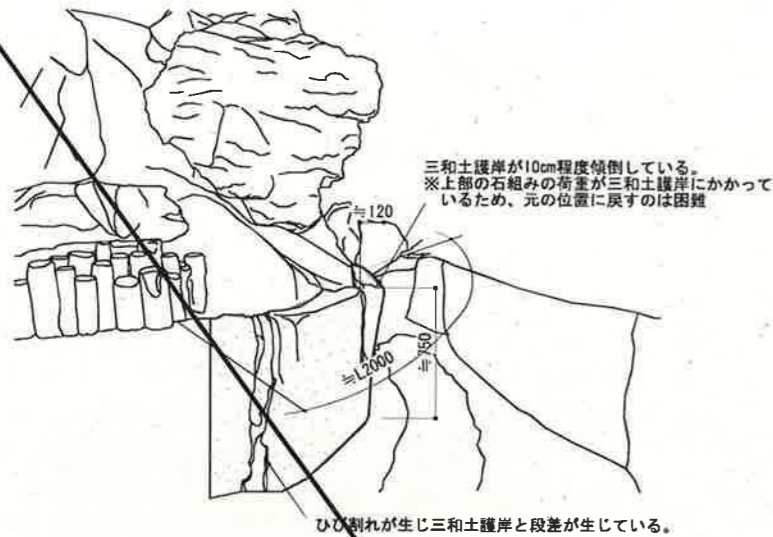 三和土護岸が10cm程度傾倒している。
※上部の石組みの荷重が三和土護岸にかかって
いるため、元の位置に戻すのは困難
≒120
≒L2000
≒750
ひび割れが生じ三和土護岸と段差が生じている。